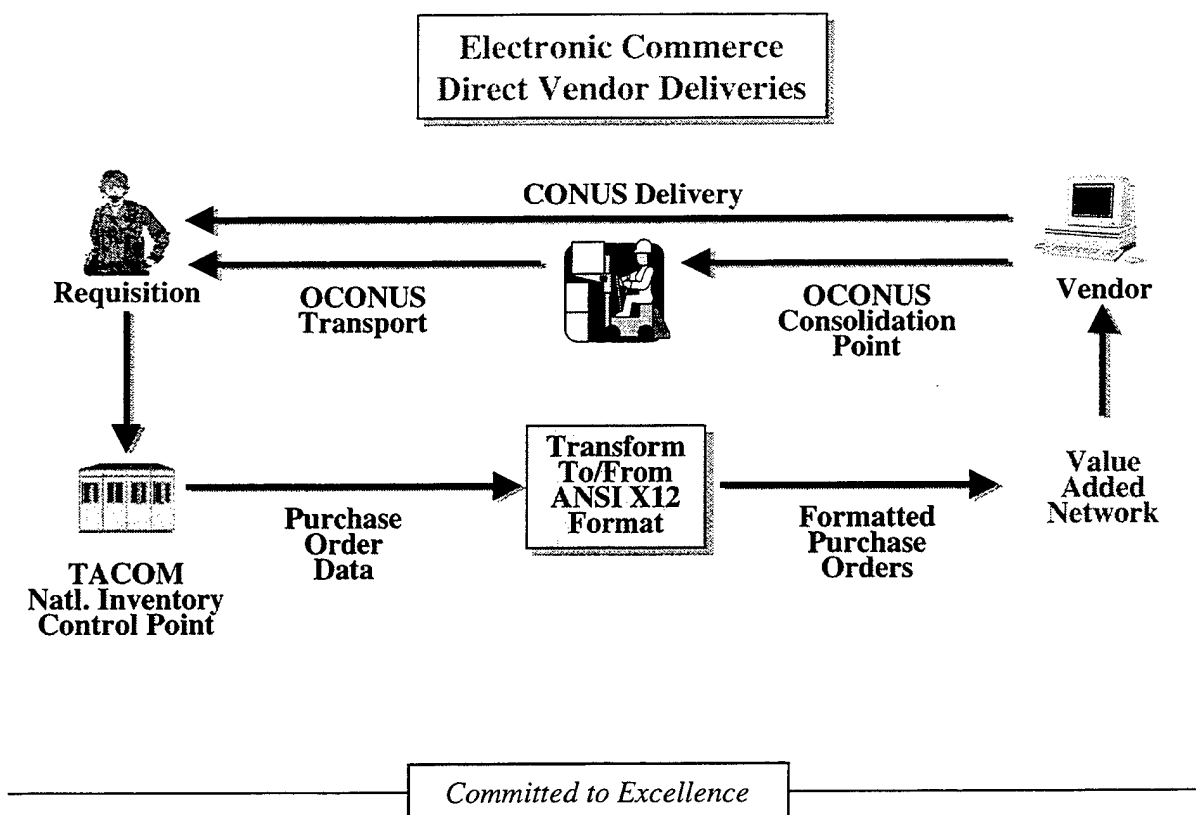 Electronic Commerce
Direct Vendor Deliveries
CONUS Delivery
Requisition
OCONUS
Transport
OCONUS
Consolidation
Point
Vendor
Transform
To/From
ANSI X12
Format
Value
Added
Network
Purchase
Order
Data
Formatted
Purchase
Orders
TACOM
Natl. Inventory
Control Point
Committed to Excellence